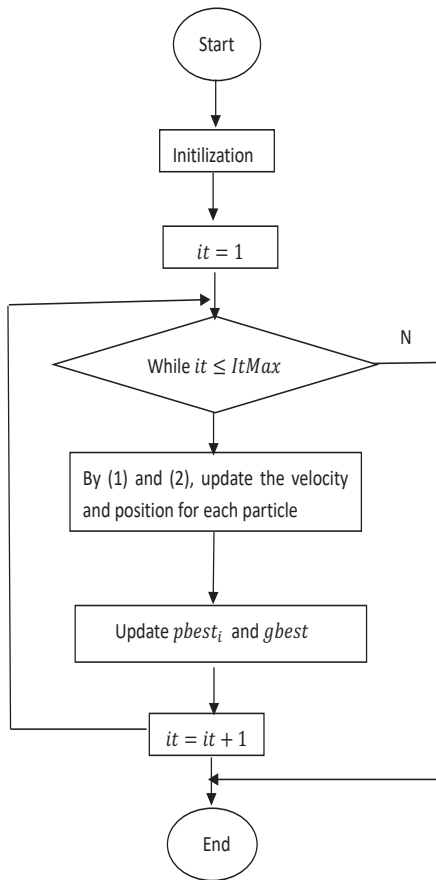 Start
Initilization
it = 1
While it ≤ ItMax
N
By (1) and (2), update the velocity
and position for each particle
Update pbestᵢ and gbest
it = it + 1
End